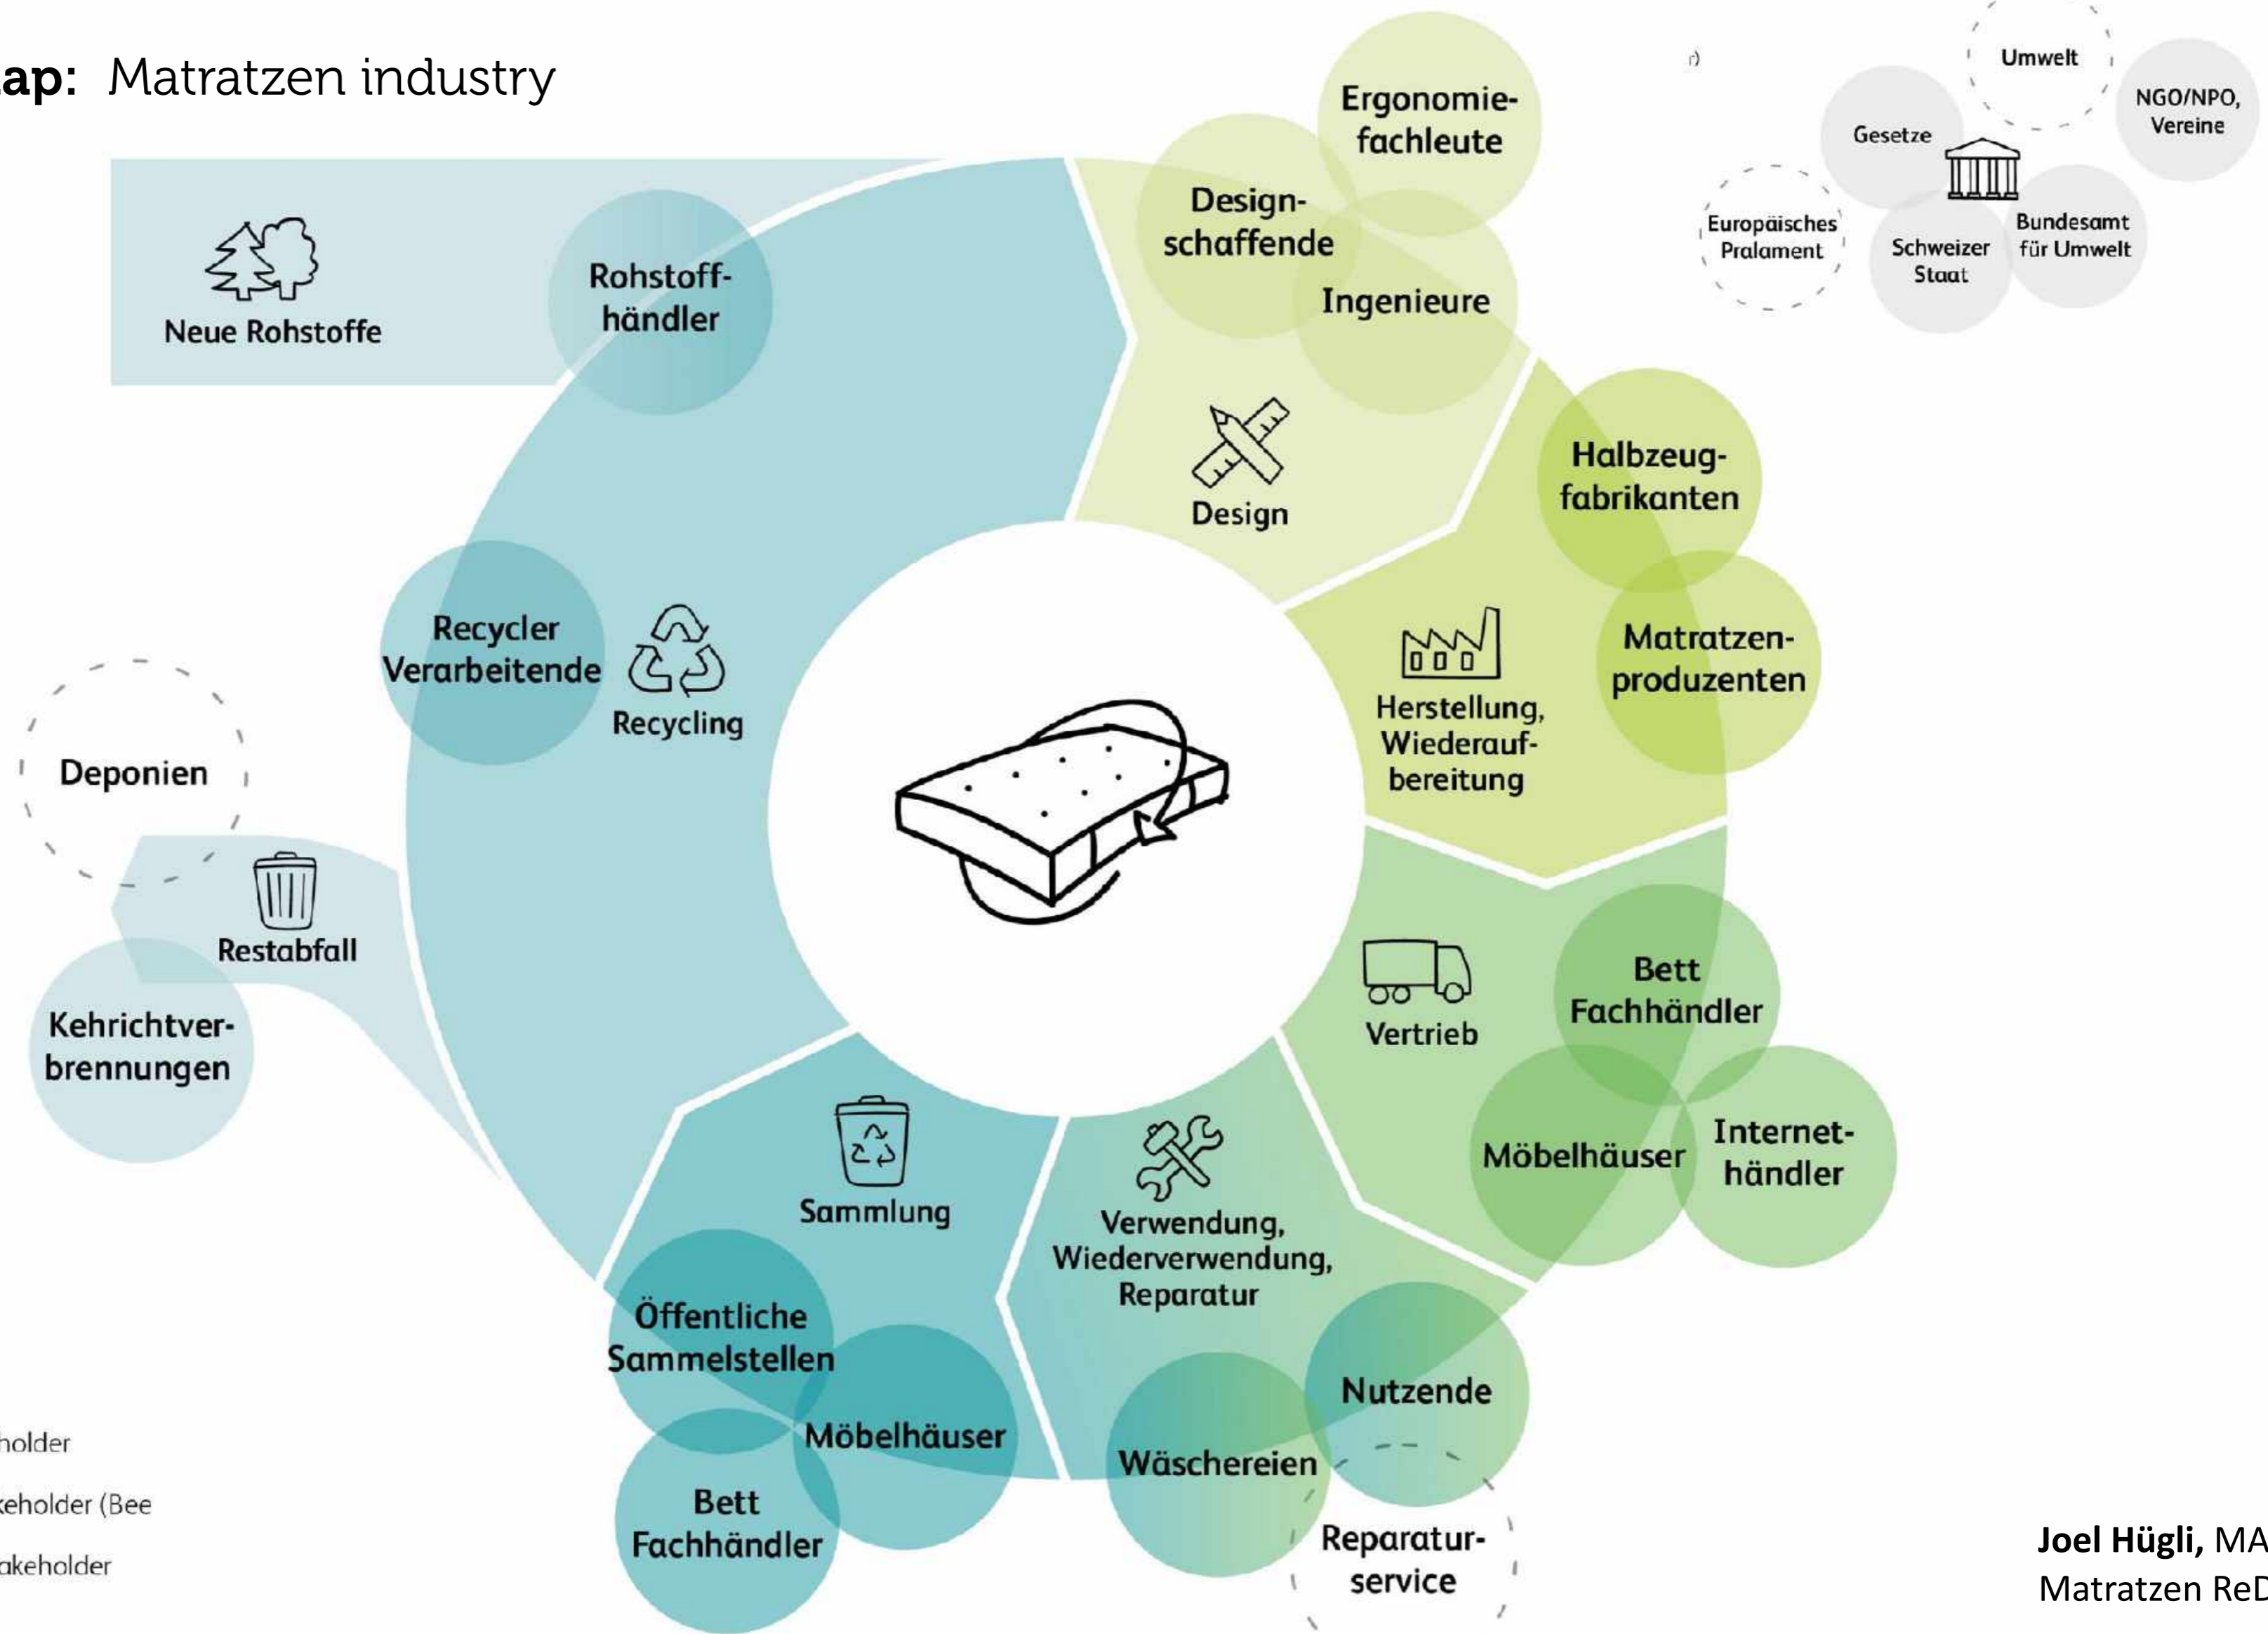 ap: Matratzen industry
Ergonomie-
fachleute
Design-
schaffende
Ingenieure
Design
r)
Umwelt
NGO/NPO,
Vereine
Gesetze
Europäisches
Pralament
Schweizer
Staat
Bundesamt
für Umwelt
Neue Rohstoffe
Rohstoff-
händler
Halbzeug-
fabrikanten
Matratzen-
produzenten
Herstellung,
Wiederauf-
bereitung
Recycler
Verarbeitende
Recycling
Deponien
Restabfall
Kehrichtver-
brennungen
Vertrieb
Bett
Fachhändler
Möbelhäuser
Internet-
händler
Sammlung
Öffentliche
Sammelstellen
Möbelhäuser
Bett
Fachhändler
Verwendung,
Wiederverwendung,
Reparatur
Nutzende
Wäschereien
Reparatur-
service
holder
keholder (Bee
akeholder
Joel Hügli, MA
Matratzen ReD